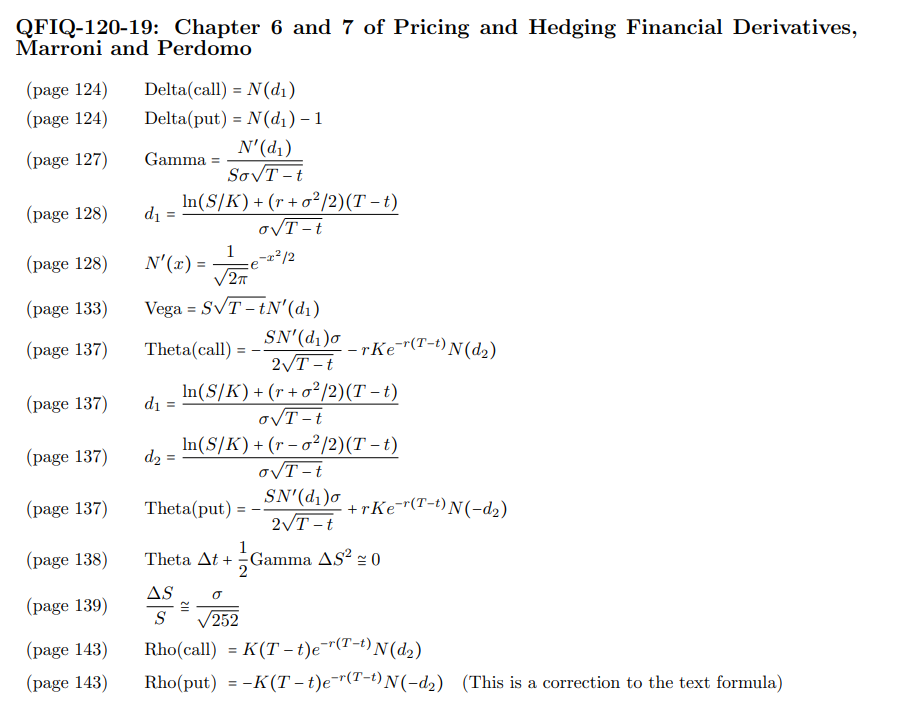 QFIQ-120-19: Chapter 6 and 7 of Pricing and Hedging Financial Derivatives,
Marroni and Perdomo
(page 124) Delta(call) = N(d₁)
(page 124) Delta(put) = N(d₁) − 1
(page 127) Gamma = N′(d₁) / Sσ√(T − t)
(page 128) d₁ = ln(S/K) + (r + σ²/2)(T − t) / σ√(T − t)
(page 128) N′(x) = 1/√(2π) e^(−x²/2)
(page 133) Vega = S√(T − t)N′(d₁)
(page 137) Theta(call) = − SN′(d₁)σ / 2√(T − t) − rKe^(−r(T−t))N(d₂)
(page 137) d₁ = ln(S/K) + (r + σ²/2)(T − t) / σ√(T − t)
(page 137) d₂ = ln(S/K) + (r − σ²/2)(T − t) / σ√(T − t)
(page 137) Theta(put) = − SN′(d₁)σ / 2√(T − t) + rKe^(−r(T−t))N(−d₂)
(page 138) Theta Δt + 1/2 Gamma ΔS² ≅ 0
(page 139) ΔS/S ≅ σ/√252
(page 143) Rho(call) = K(T − t)e^(−r(T−t))N(d₂)
(page 143) Rho(put) = −K(T − t)e^(−r(T−t))N(−d₂) (This is a correction to the text formula)